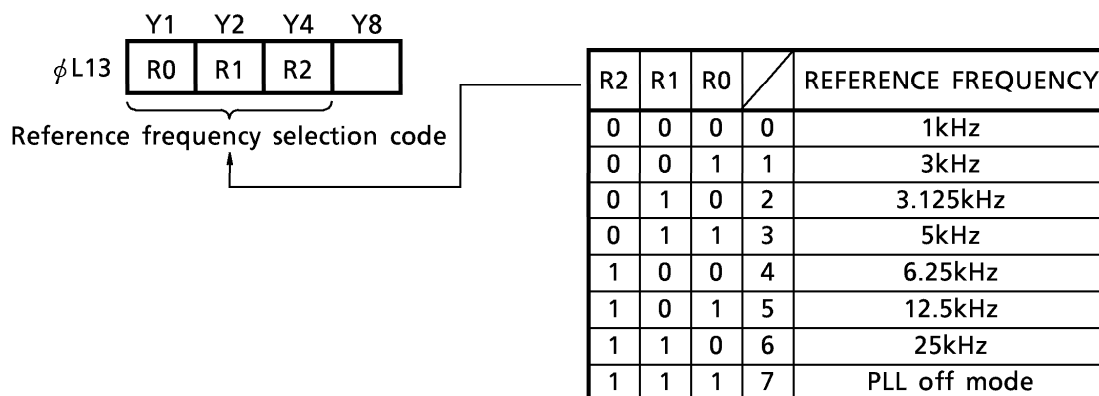 Y1 Y2 Y4 Y8
ϕL13 R0 R1 R2
Reference frequency selection code
R2 R1 R0 REFERENCE FREQUENCY
0 0 0 0 1kHz
0 0 1 1 3kHz
0 1 0 2 3.125kHz
0 1 1 3 5kHz
1 0 0 4 6.25kHz
1 0 1 5 12.5kHz
1 1 0 6 25kHz
1 1 1 7 PLL off mode